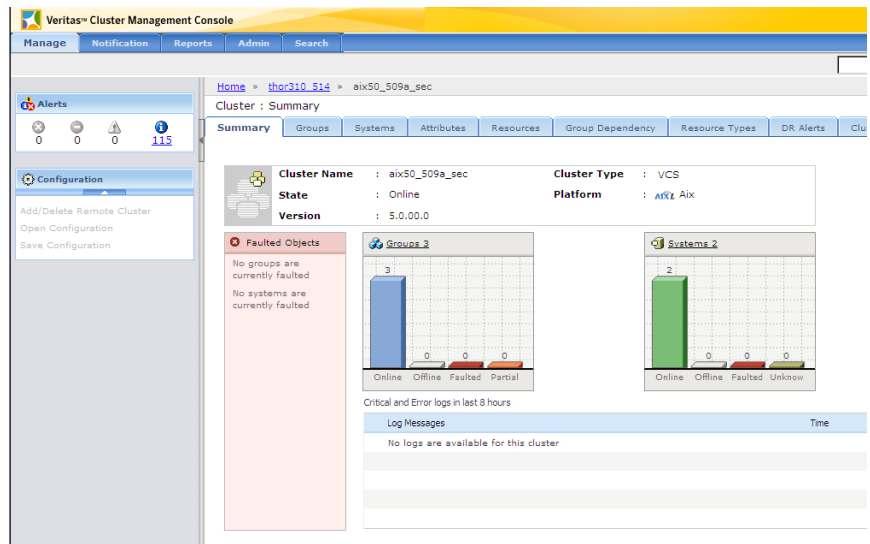 Veritas™ Cluster Management Console
Manage Notification Reports Admin Search
Home » thor310_514 » aix50_509a_sec
Alerts
Cluster : Summary
0 0 0 115
Summary Groups Systems Attributes Resources Group Dependency Resource Types DR Alerts Clu
Configuration
Add/Delete Remote Cluster
Open Configuration
Save Configuration
Cluster Name : aix50_509a_sec Cluster Type : VCS
State : Online Platform : AIX L Aix
Version : 5.0.00.0
Faulted Objects
No groups are
currently faulted
No systems are
currently faulted
Groups 3
3
0 0 0
Online Offline Faulted Partial
Systems 2
2
0 0 0
Online Offline Faulted Unknow
Critical and Error logs in last 8 hours
Log Messages Time
No logs are available for this cluster